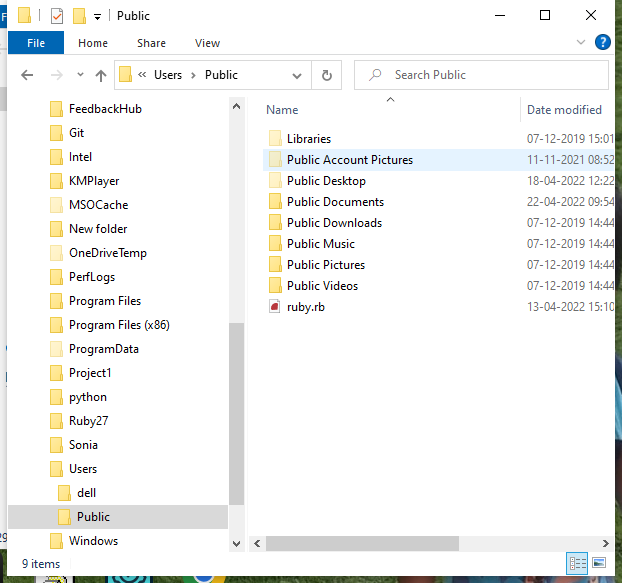 Public
File Home Share View
« Users > Public
Search Public
FeedbackHub
Git
Intel
KMPlayer
MSOCache
New folder
OneDriveTemp
PerfLogs
Program Files
Program Files (x86)
ProgramData
Project1
python
Ruby27
Sonia
Users
dell
Public
Windows
Name Date modified
Libraries 07-12-2019 15:01
Public Account Pictures 11-11-2021 08:52
Public Desktop 18-04-2022 12:22
Public Documents 22-04-2022 09:54
Public Downloads 07-12-2019 14:44
Public Music 07-12-2019 14:44
Public Pictures 07-12-2019 14:44
Public Videos 07-12-2019 14:44
ruby.rb 13-04-2022 15:10
9 items